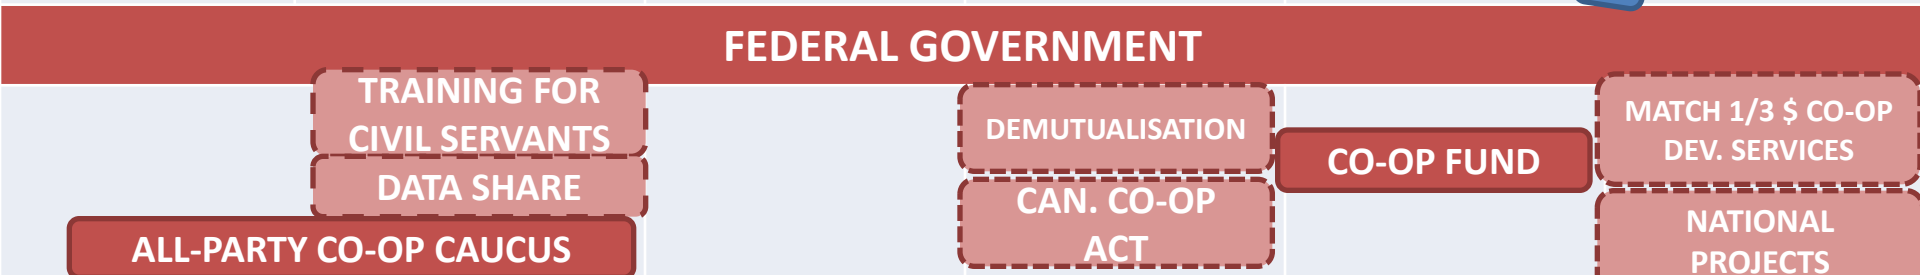 FEDERAL GOVERNMENT
TRAINING FOR
CIVIL SERVANTS
DATA SHARE
ALL-PARTY CO-OP CAUCUS
DEMUTUALISATION
CAN. CO-OP
ACT
CO-OP FUND
MATCH 1/3 $ CO-OP
DEV. SERVICES
NATIONAL
PROJECTS